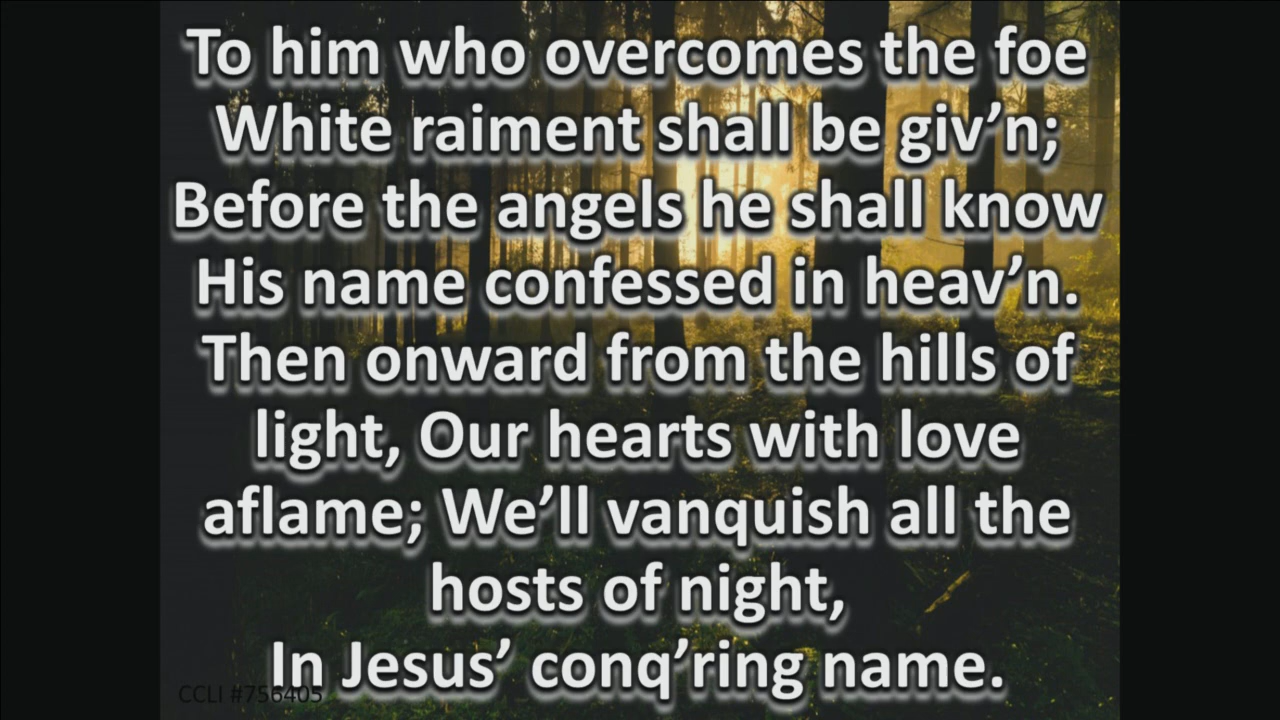 To him who overcomes the foe
White raiment shall be giv’n;
Before the angels he shall know
His name confessed in heav’n.
Then onward from the hills of
light, Our hearts with love
aflame; We’ll vanquish all the
hosts of night,
In Jesus’ conq’ring name.
CCLI #756405